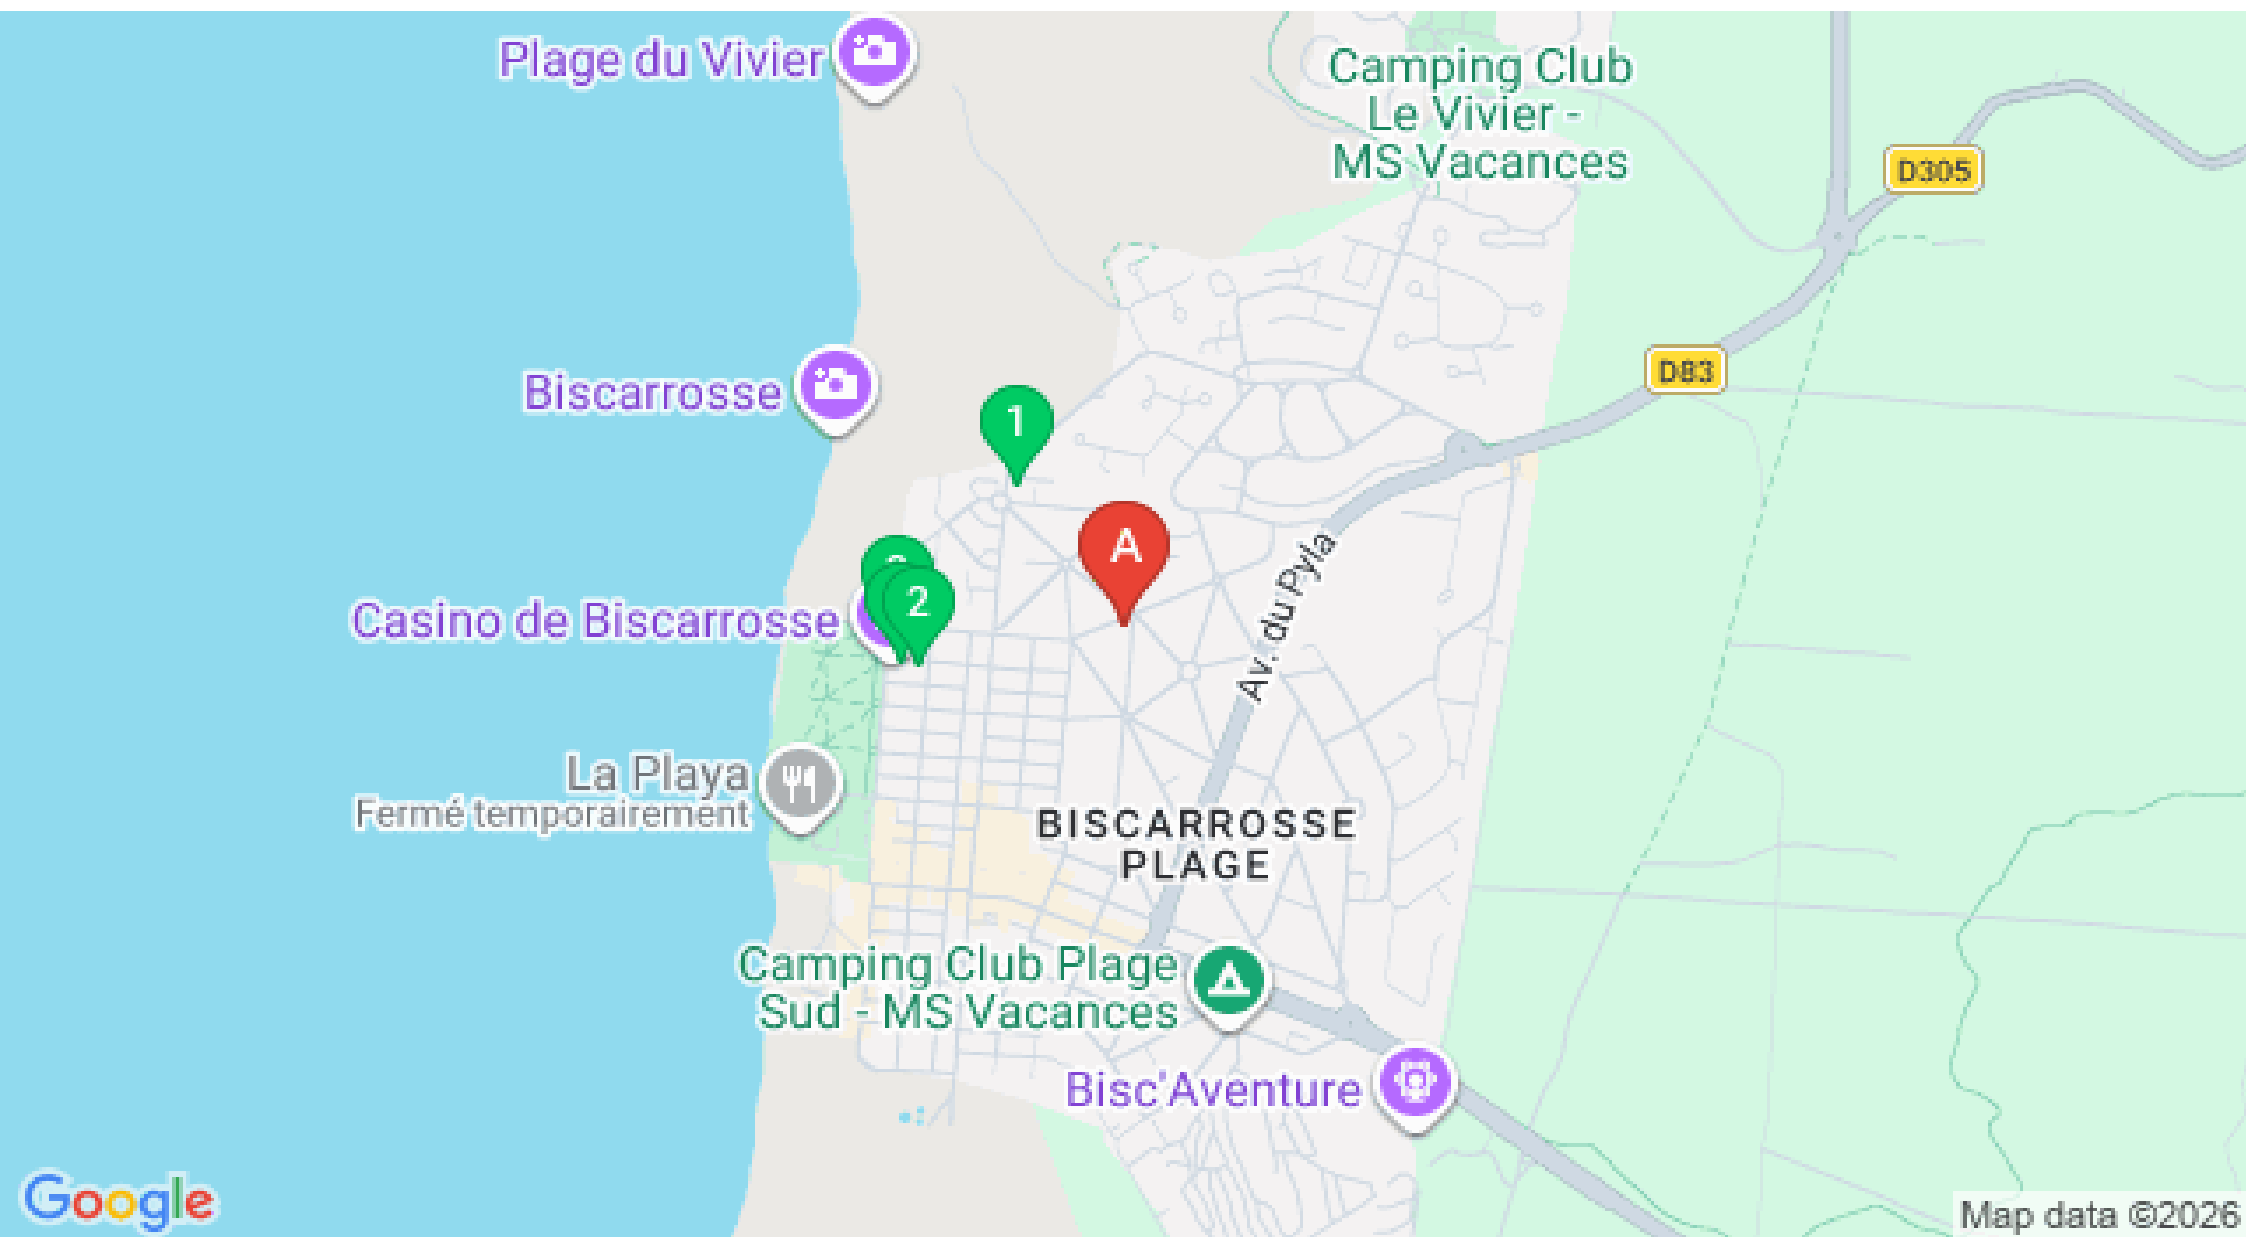 Plage du Vivier
Camping Club
Le Vivier -
MS Vacances
D305
Biscarrosse
D83
1
A
2
Casino de Biscarrosse
Av. du Pyla
La Playa
Fermé temporairement
BISCARROSSE
PLAGE
Camping Club Plage
Sud - MS Vacances
Bisc'Aventure
Google
Map data ©2026